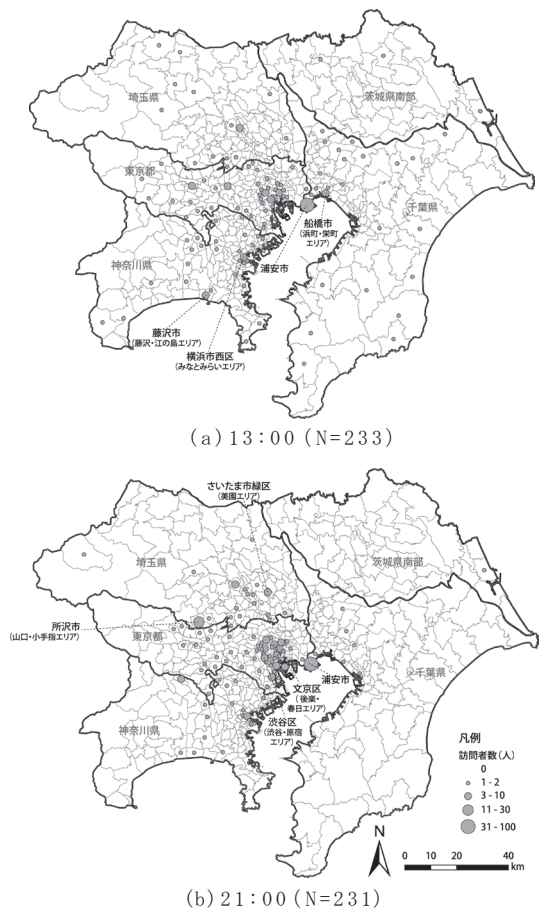 埼玉県
茨城県南部
東京都
千葉県
船橋市
(浜町・栄町
エリア)
浦安市
神奈川県
藤沢市
(藤沢・江の島エリア)
横浜市西区
(みなとみらいエリア)
(a) 13:00 (N=233)
さいたま市緑区
(美園エリア)
埼玉県
茨城県南部
所沢市
(山口・小手指エリア)
東京都
浦安市
千葉県
文京区
(後楽・
春日エリア)
渋谷区
(渋谷・原宿
エリア)
神奈川県
凡例
訪問者数(人)
0
1 - 2
3 - 10
11 - 30
31 - 100
N
0 10 20 40
km
(b) 21:00 (N=231)